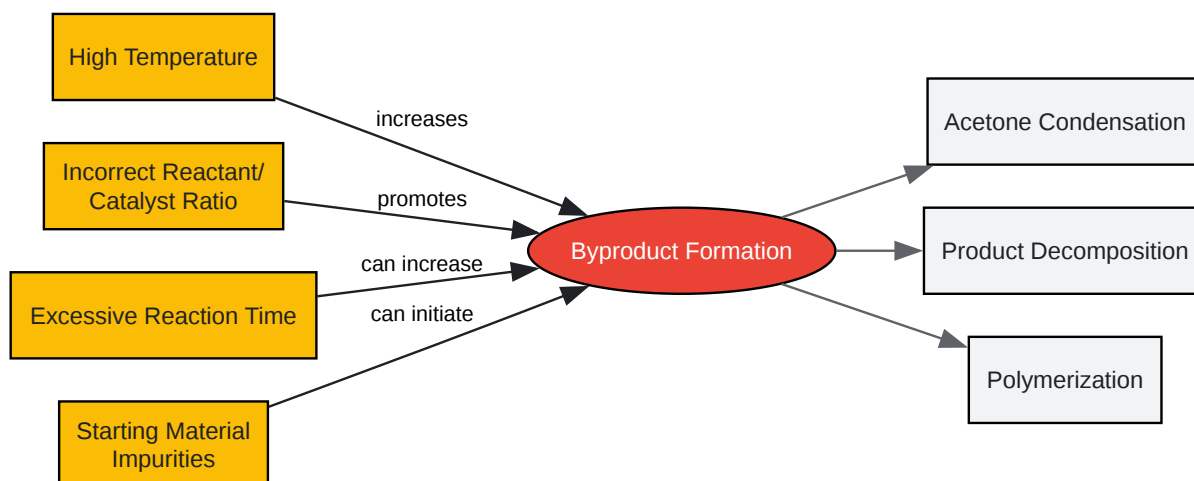 High Temperature
increases
Incorrect Reactant/
Catalyst Ratio
promotes
Excessive Reaction Time
can increase
Starting Material
Impurities
can initiate
Byproduct Formation
Acetone Condensation
Product Decomposition
Polymerization